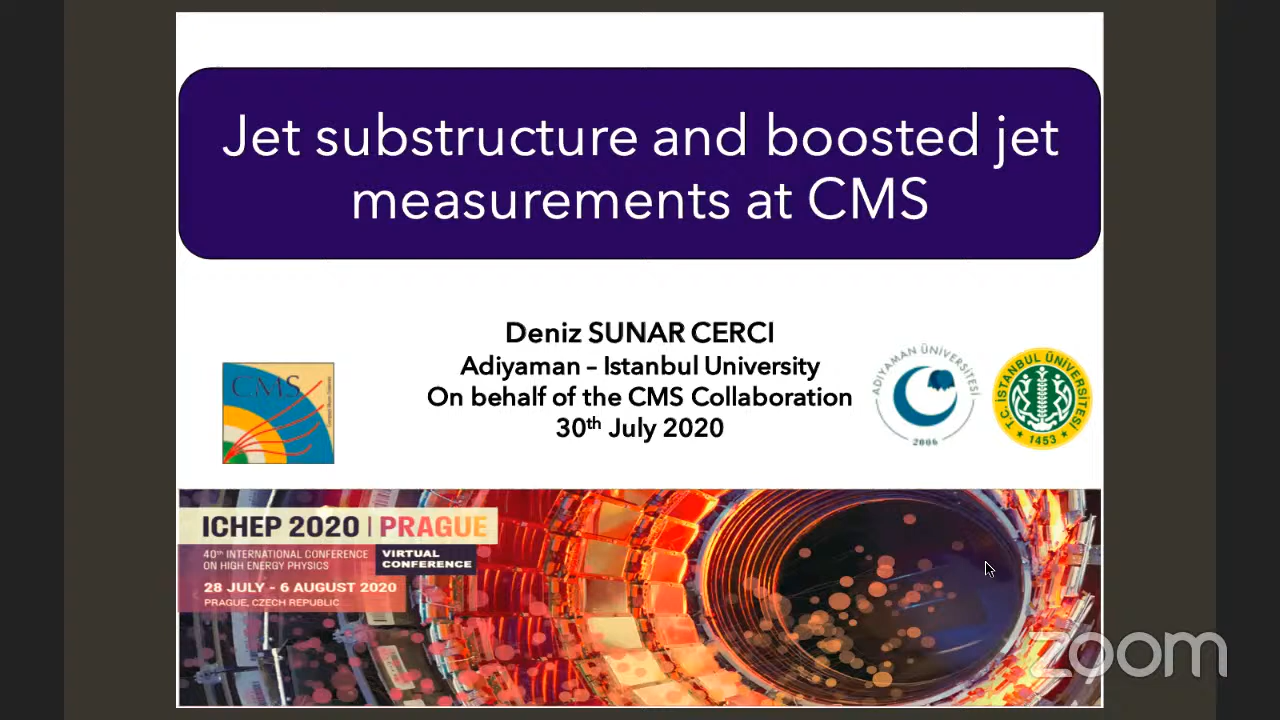 Jet substructure and boosted jet
measurements at CMS
Deniz SUNAR CERCI
Adiyaman – Istanbul University
On behalf of the CMS Collaboration
30th July 2020
CMS
ADIYAMAN ÜNİVERSİTESİ
2006
T.C. İSTANBUL ÜNİVERSİTESİ
1453
ICHEP 2020 | PRAGUE
40th INTERNATIONAL CONFERENCE
ON HIGH ENERGY PHYSICS
VIRTUAL
CONFERENCE
28 JULY - 6 AUGUST 2020
PRAGUE, CZECH REPUBLIC
zoom